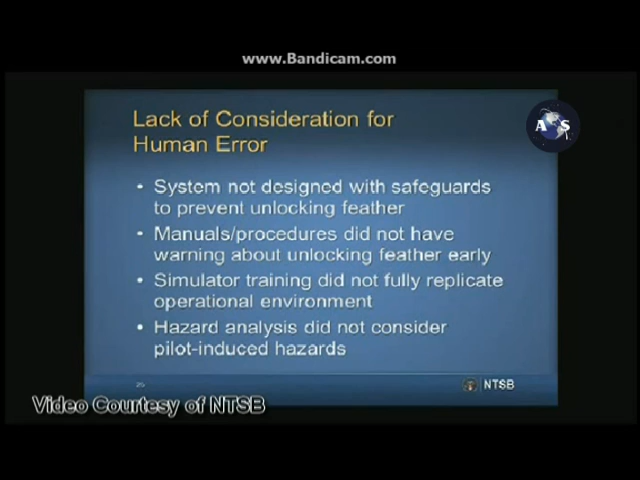 www.Bandicam.com
Lack of Consideration for
Human Error
A S
• System not designed with safeguards
to prevent unlocking feather
• Manuals/procedures did not have
warning about unlocking feather early
• Simulator training did not fully replicate
operational environment
• Hazard analysis did not consider
pilot-induced hazards
NTSB
Video Courtesy of NTSB